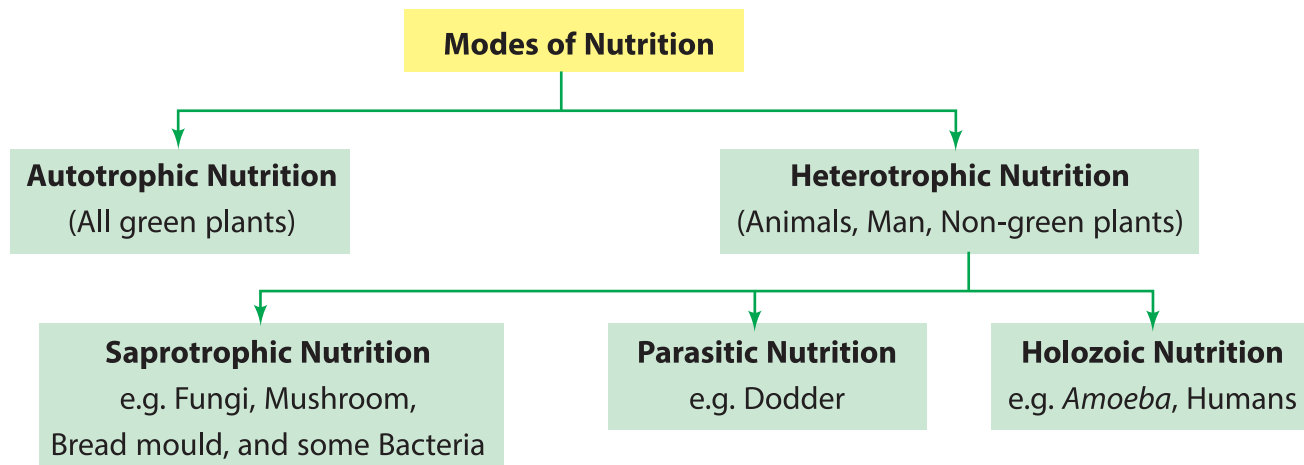 Modes of Nutrition
Autotrophic Nutrition
(All green plants)
Heterotrophic Nutrition
(Animals, Man, Non-green plants)
Saprotrophic Nutrition
e.g. Fungi, Mushroom,
Bread mould, and some Bacteria
Parasitic Nutrition
e.g. Dodder
Holozoic Nutrition
e.g. Amoeba, Humans